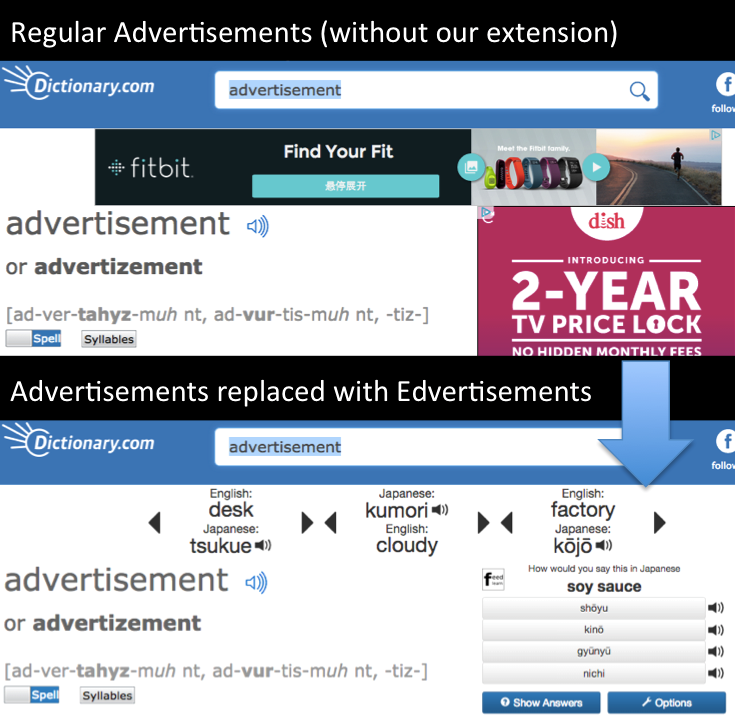 Regular Advertisements (without our extension)
Dictionary.com
advertisement
follow
fitbit.
Find Your Fit
悬停展开
Meet the Fitbit family.
advertisement
or advertizement
[ad-ver-tahyz-muh nt, ad-vur-tis-muh nt, -tiz-]
Spell Syllables
dish
INTRODUCING
2-YEAR
TV PRICE LOCK
NO HIDDEN MONTHLY FEES
Advertisements replaced with Edvertisements
Dictionary.com
advertisement
follow
English:
desk
Japanese:
tsukue
Japanese:
kumori
English:
cloudy
English:
factory
Japanese:
kōjō
advertisement
or advertizement
[ad-ver-tahyz-muh nt, ad-vur-tis-muh nt, -tiz-]
Spell Syllables
feed
learn
How would you say this in Japanese
soy sauce
shōyu
kinō
gyūnyū
nichi
Show Answers Options